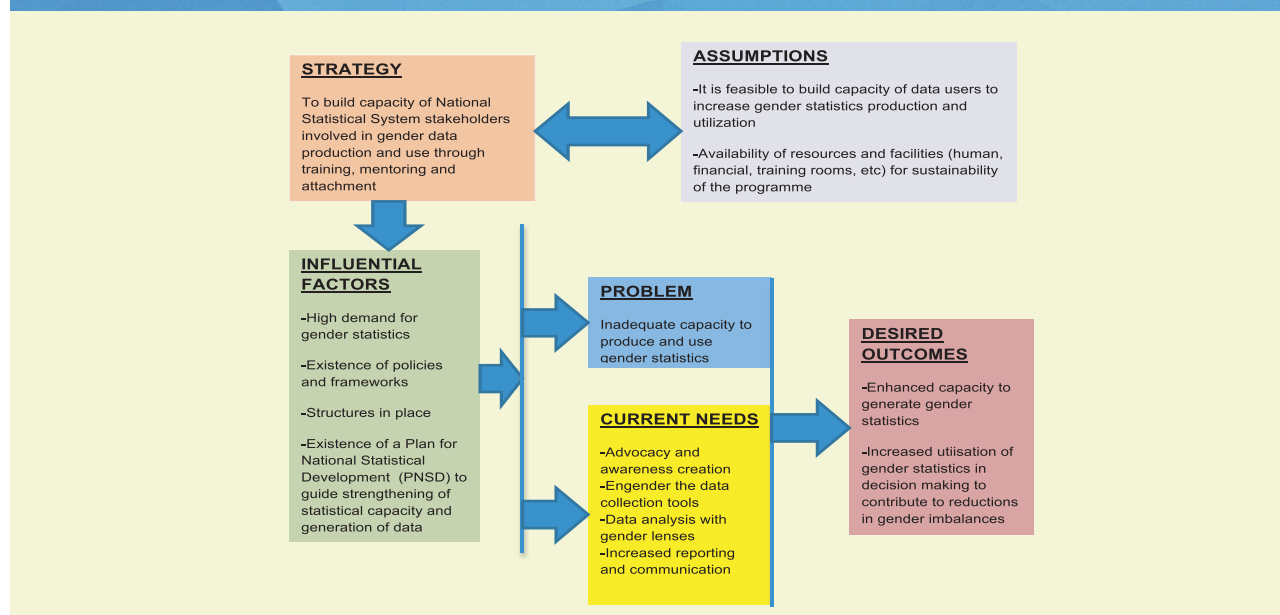 STRATEGY
To build capacity of National
Statistical System stakeholders
involved in gender data
production and use through
training, mentoring and
attachment
ASSUMPTIONS
-It is feasible to build capacity of data users to
increase gender statistics production and
utilization
-Availability of resources and facilities (human,
financial, training rooms, etc) for sustainability
of the programme
INFLUENTIAL
FACTORS
-High demand for
gender statistics
-Existence of policies
and frameworks
-Structures in place
-Existence of a Plan for
National Statistical
Development (PNSD) to
guide strengthening of
statistical capacity and
generation of data
PROBLEM
Inadequate capacity to
produce and use
gender statistics
CURRENT NEEDS
-Advocacy and
awareness creation
-Engender the data
collection tools
-Data analysis with
gender lenses
-Increased reporting
and communication
DESIRED
OUTCOMES
-Enhanced capacity to
generate gender
statistics
-Increased utiisation of
gender statistics in
decision making to
contribute to reductions
in gender imbalances